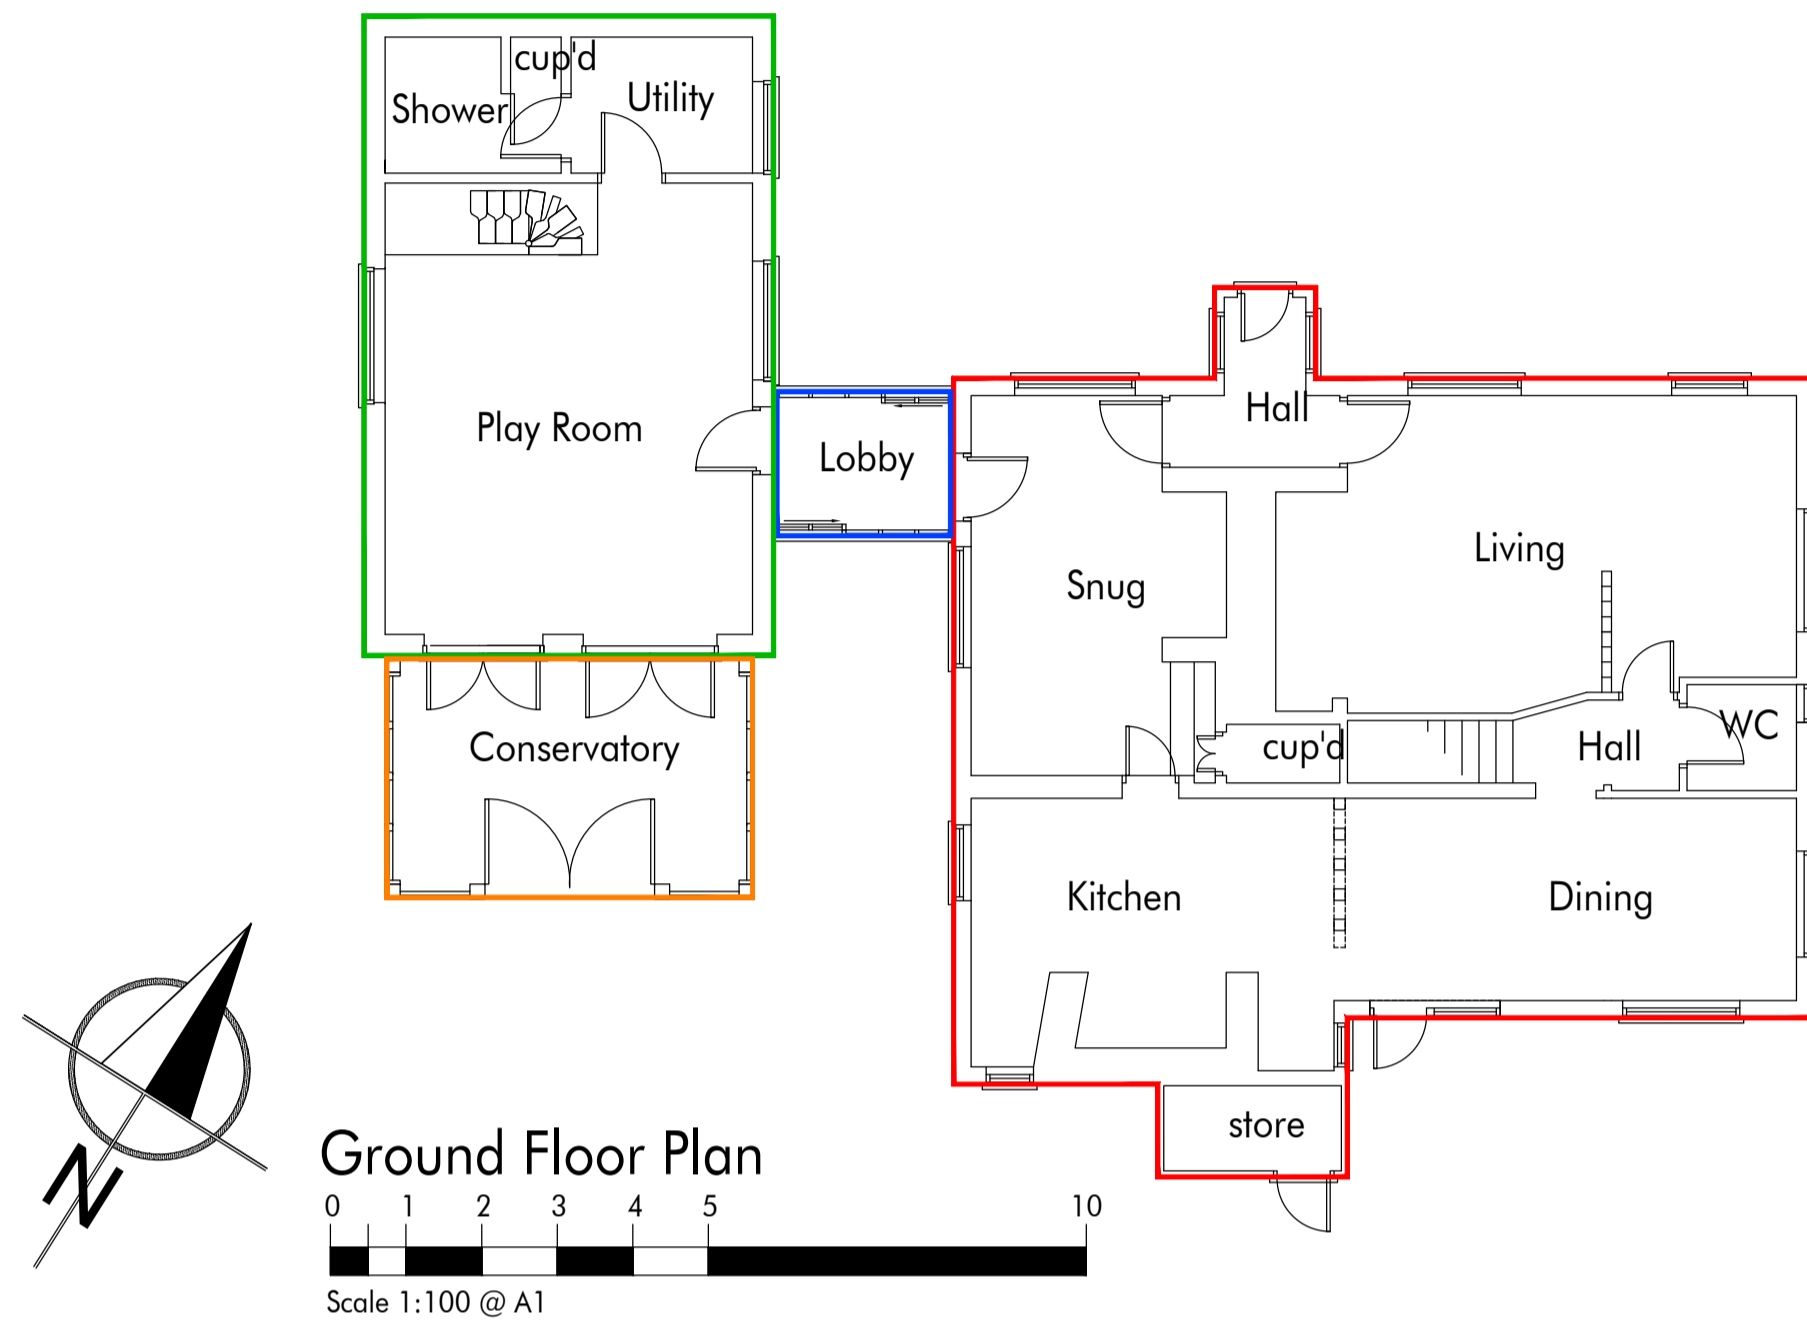 cup'd
Shower
Utility
Play Room
Lobby
Hall
Snug
Living
Conservatory
cup'd
Hall
WC
Kitchen
Dining
store
N
Ground Floor Plan
0 1 2 3 4 5 10
Scale 1:100 @ A1